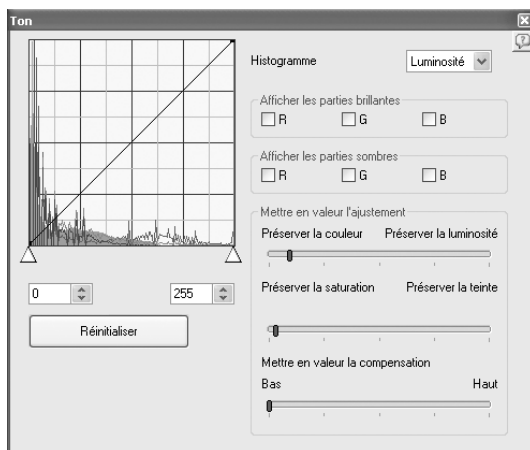 Ton
Histogramme
Luminosité
Afficher les parties brillantes
R G B
Afficher les parties sombres
R G B
Mettre en valeur l'ajustement
Préserver la couleur Préserver la luminosité
Préserver la saturation Préserver la teinte
Mettre en valeur la compensation
Bas Haut
0 255
Réinitialiser